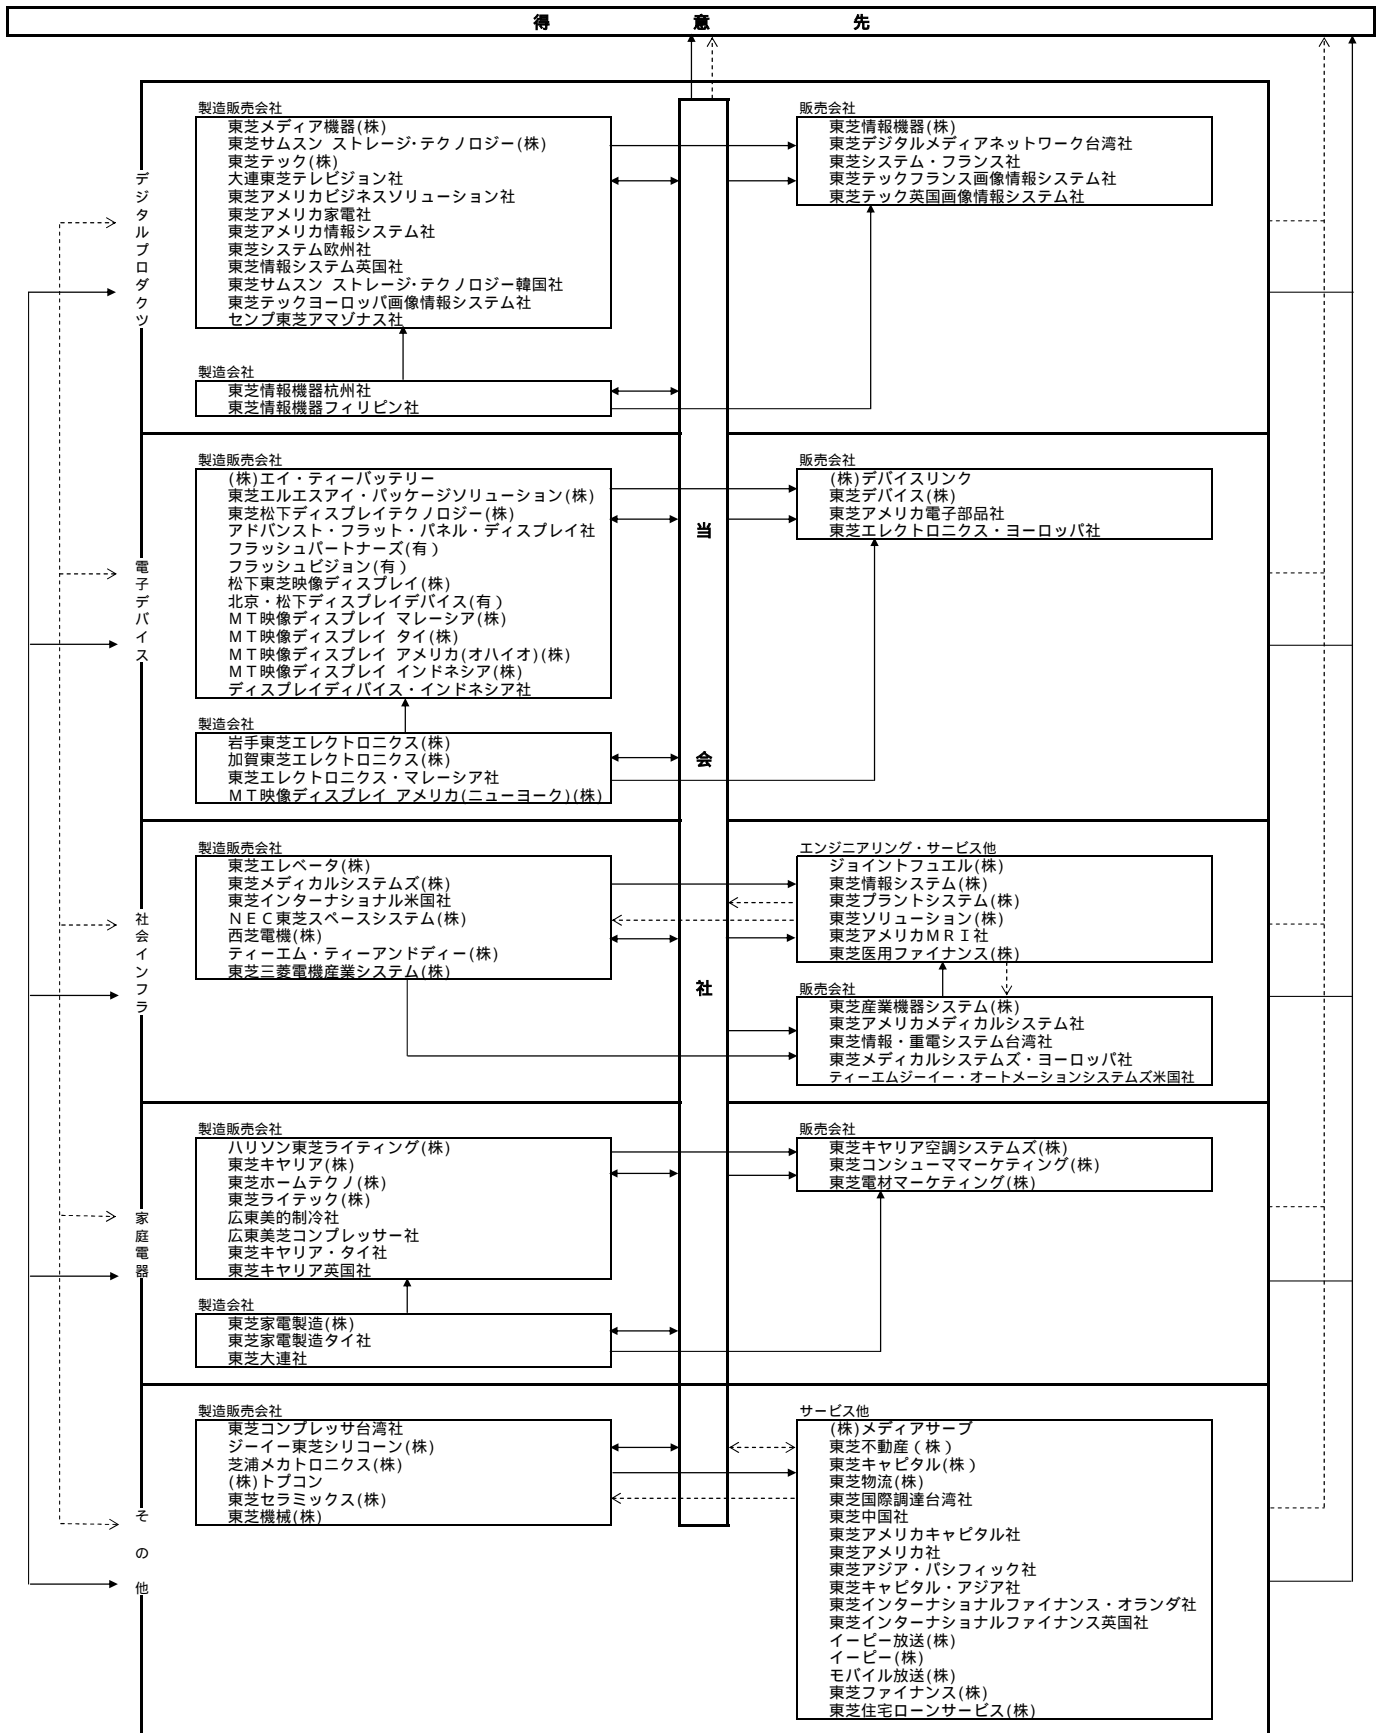 得意先
デジタルプロダクツ
製造販売会社
東芝メディア機器(株)
東芝サムスン ストレージ・テクノロジー(株)
東芝テック(株)
大連東芝テレビジョン社
東芝アメリカビジネスソリューション社
東芝アメリカ家電社
東芝アメリカ情報システム社
東芝システム欧州社
東芝情報システム英国社
東芝サムスン ストレージ・テクノロジー韓国社
東芝テックヨーロッパ画像情報システム社
センプ東芝アマゾナス社
製造会社
東芝情報機器杭州社
東芝情報機器フィリピン社
販売会社
東芝情報機器(株)
東芝デジタルメディアネットワーク台湾社
東芝システム・フランス社
東芝テックフランス画像情報システム社
東芝テック英国画像情報システム社
当会社
電子デバイス
製造販売会社
(株)エイ・ティーバッテリー
東芝エルエスアイ・パッケージソリューション(株)
東芝松下ディスプレイテクノロジー(株)
アドバンスト・フラット・パネル・ディスプレイ社
フラッシュパートナーズ(有)
フラッシュビジョン(有)
松下東芝映像ディスプレイ(株)
北京・松下ディスプレイデバイス(有)
MT映像ディスプレイ マレーシア(株)
MT映像ディスプレイ タイ(株)
MT映像ディスプレイ アメリカ(オハイオ)(株)
MT映像ディスプレイ インドネシア(株)
ディスプレイディバイス・インドネシア社
製造会社
岩手東芝エレクトロニクス(株)
加賀東芝エレクトロニクス(株)
東芝エレクトロニクス・マレーシア社
MT映像ディスプレイ アメリカ(ニューヨーク)(株)
販売会社
(株)デバイスリンク
東芝デバイス(株)
東芝アメリカ電子部品社
東芝エレクトロニクス・ヨーロッパ社
社会インフラ
製造販売会社
東芝エレベータ(株)
東芝メディカルシステムズ(株)
東芝インターナショナル米国社
NEC東芝スペースシステム(株)
西芝電機(株)
ティーエム・ティーアンドディー(株)
東芝三菱電機産業システム(株)
エンジニアリング・サービス他
ジョイントフュエル(株)
東芝情報システム(株)
東芝プラントシステム(株)
東芝ソリューション(株)
東芝アメリカMRI社
東芝医用ファイナンス(株)
販売会社
東芝産業機器システム(株)
東芝アメリカメディカルシステム社
東芝情報・重電システム台湾社
東芝メディカルシステムズ・ヨーロッパ社
ティーエムジーイー・オートメーションシステムズ米国社
家庭電器
製造販売会社
ハリソン東芝ライティング(株)
東芝キヤリア(株)
東芝ホームテクノ(株)
東芝ライテック(株)
広東美的制冷社
広東美芝コンプレッサー社
東芝キヤリア・タイ社
東芝キヤリア英国社
製造会社
東芝家電製造(株)
東芝家電製造タイ社
東芝大連社
販売会社
東芝キヤリア空調システムズ(株)
東芝コンシューママーケティング(株)
東芝電材マーケティング(株)
その他
製造販売会社
東芝コンプレッサ台湾社
ジーイー東芝シリコーン(株)
芝浦メカトロニクス(株)
(株)トプコン
東芝セラミックス(株)
東芝機械(株)
サービス他
(株)メディアサーブ
東芝不動産(株)
東芝キャピタル(株)
東芝物流(株)
東芝国際調達台湾社
東芝中国社
東芝アメリカキャピタル社
東芝アメリカ社
東芝アジア・パシフィック社
東芝キャピタル・アジア社
東芝インターナショナルファイナンス・オランダ社
東芝インターナショナルファイナンス英国社
イーピー放送(株)
イーピー(株)
モバイル放送(株)
東芝ファイナンス(株)
東芝住宅ローンサービス(株)